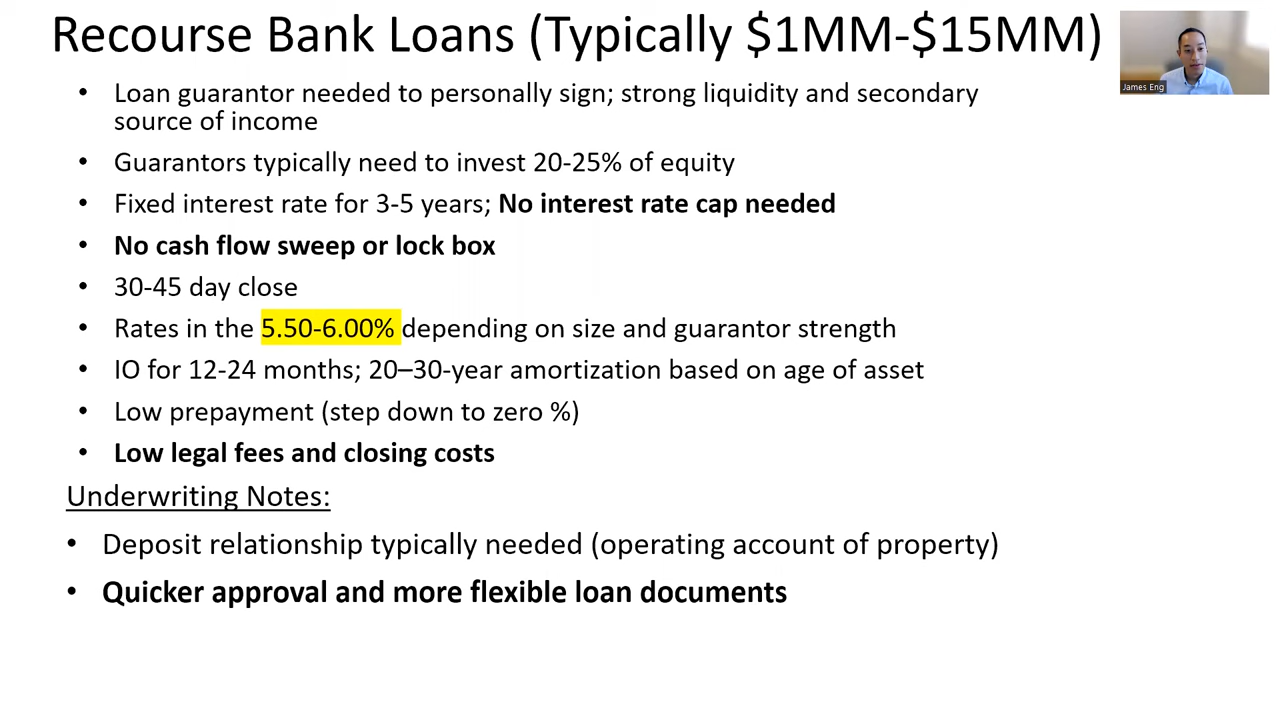 Recourse Bank Loans (Typically $1MM-$15MM)
James Eng
• Loan guarantor needed to personally sign; strong liquidity and secondary
source of income
• Guarantors typically need to invest 20-25% of equity
• Fixed interest rate for 3-5 years; No interest rate cap needed
• No cash flow sweep or lock box
• 30-45 day close
• Rates in the 5.50-6.00% depending on size and guarantor strength
• IO for 12-24 months; 20–30-year amortization based on age of asset
• Low prepayment (step down to zero %)
• Low legal fees and closing costs
Underwriting Notes:
• Deposit relationship typically needed (operating account of property)
• Quicker approval and more flexible loan documents